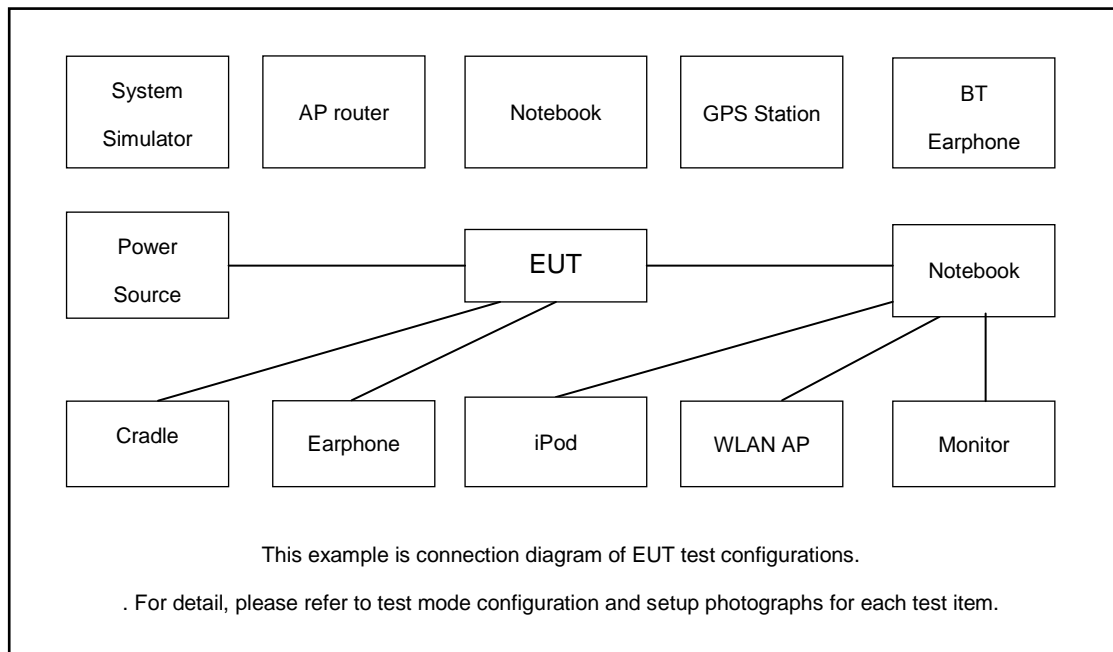 System
Simulator
AP router
Notebook
GPS Station
BT
Earphone
Power
Source
EUT
Notebook
Cradle
Earphone
iPod
WLAN AP
Monitor
This example is connection diagram of EUT test configurations.
. For detail, please refer to test mode configuration and setup photographs for each test item.